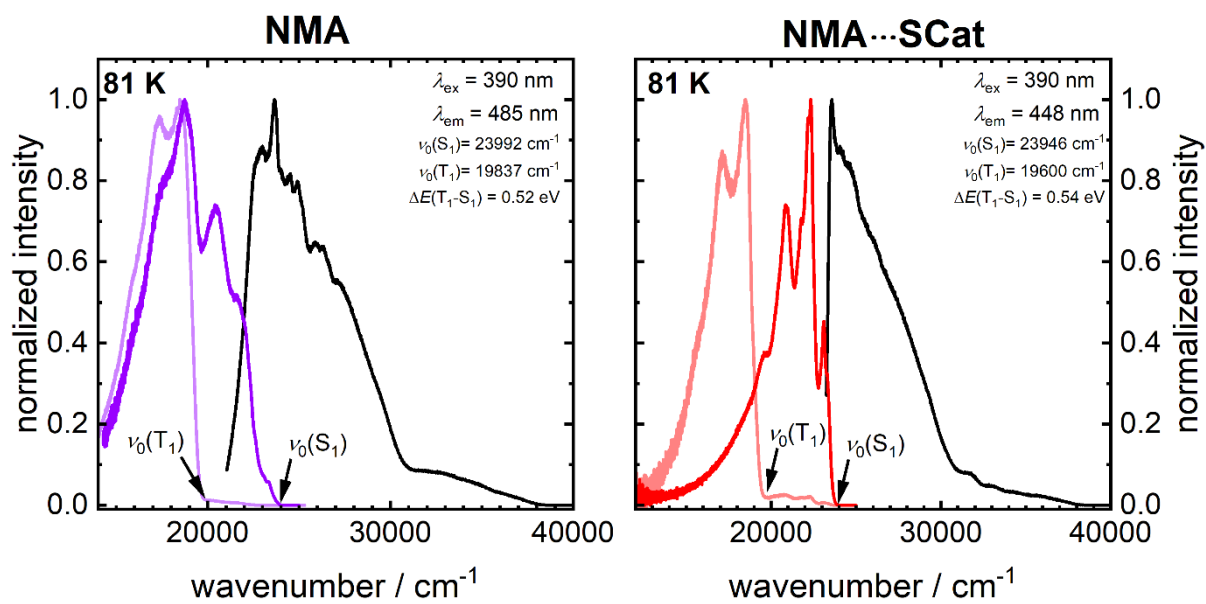 NMA
81 K
λex = 390 nm
λem = 485 nm
ν0(S1)= 23992 cm-1
ν0(T1)= 19837 cm-1
ΔE(T1-S1) = 0.52 eV
1.0
0.8
0.6
0.4
0.2
0.0
normalized intensity
ν0(T1)
ν0(S1)
20000
30000
40000
wavenumber / cm-1
NMA···SCat
81 K
λex = 390 nm
λem = 448 nm
ν0(S1)= 23946 cm-1
ν0(T1)= 19600 cm-1
ΔE(T1-S1) = 0.54 eV
1.0
0.8
0.6
0.4
0.2
0.0
normalized intensity
ν0(T1)
ν0(S1)
20000
30000
40000
wavenumber / cm-1